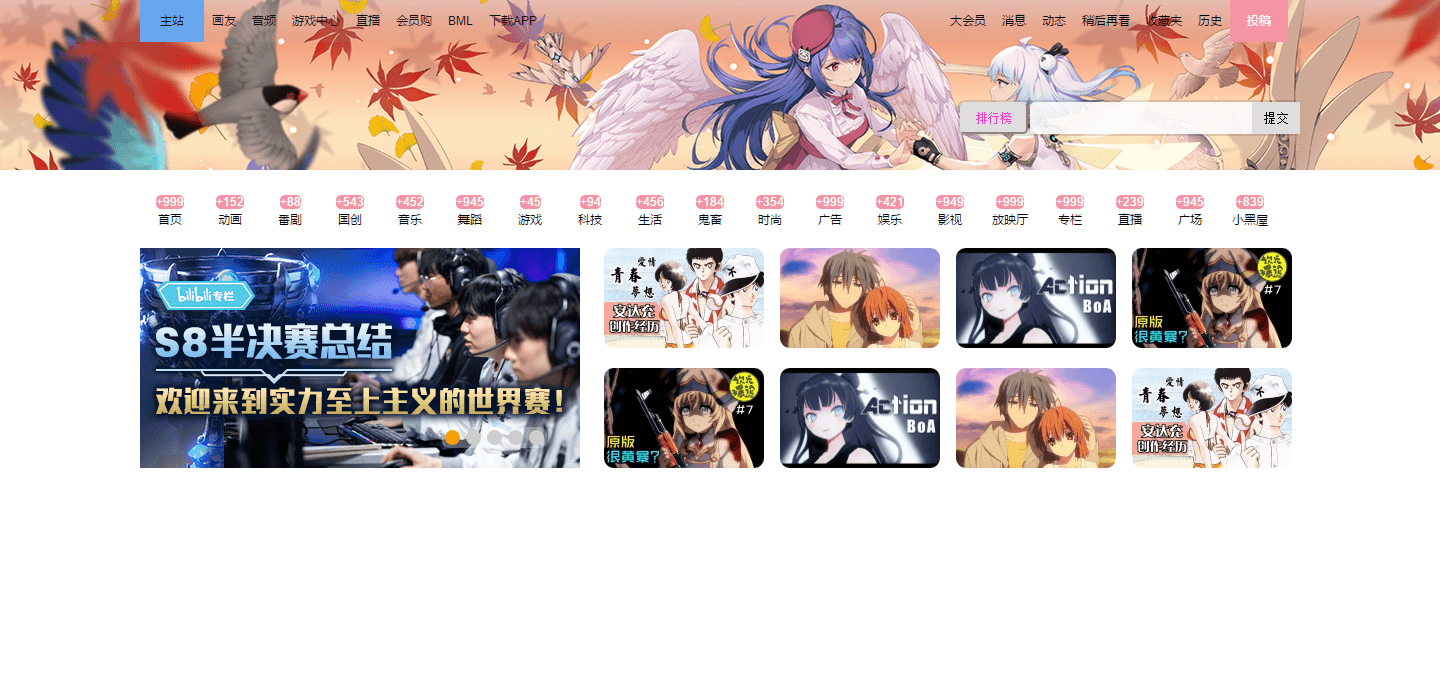 主站 画友 音频 游戏中心 直播 会员购 BML 下载APP 大会员 消息 动态 稍后再看 收藏夹 历史 投稿
排行榜 提交
+999 +152 +88 +543 +452 +945 +45 +94 +456 +184 +354 +999 +421 +949 +999 +999 +239 +945 +839
首页 动画 番剧 国创 音乐 舞蹈 游戏 科技 生活 鬼畜 时尚 广告 娱乐 影视 放映厅 专栏 直播 广场 小黑屋
bilibili专栏
S8半决赛总结
欢迎来到实力至上主义的世界赛!
爱情
青春
梦想
安达充
创作经历
Action
BoA
次元
爆谈
#7
原版
很黄暴?
次元
爆谈
#7
原版
很黄暴?
Action
BoA
爱情
青春
梦想
安达充
创作经历